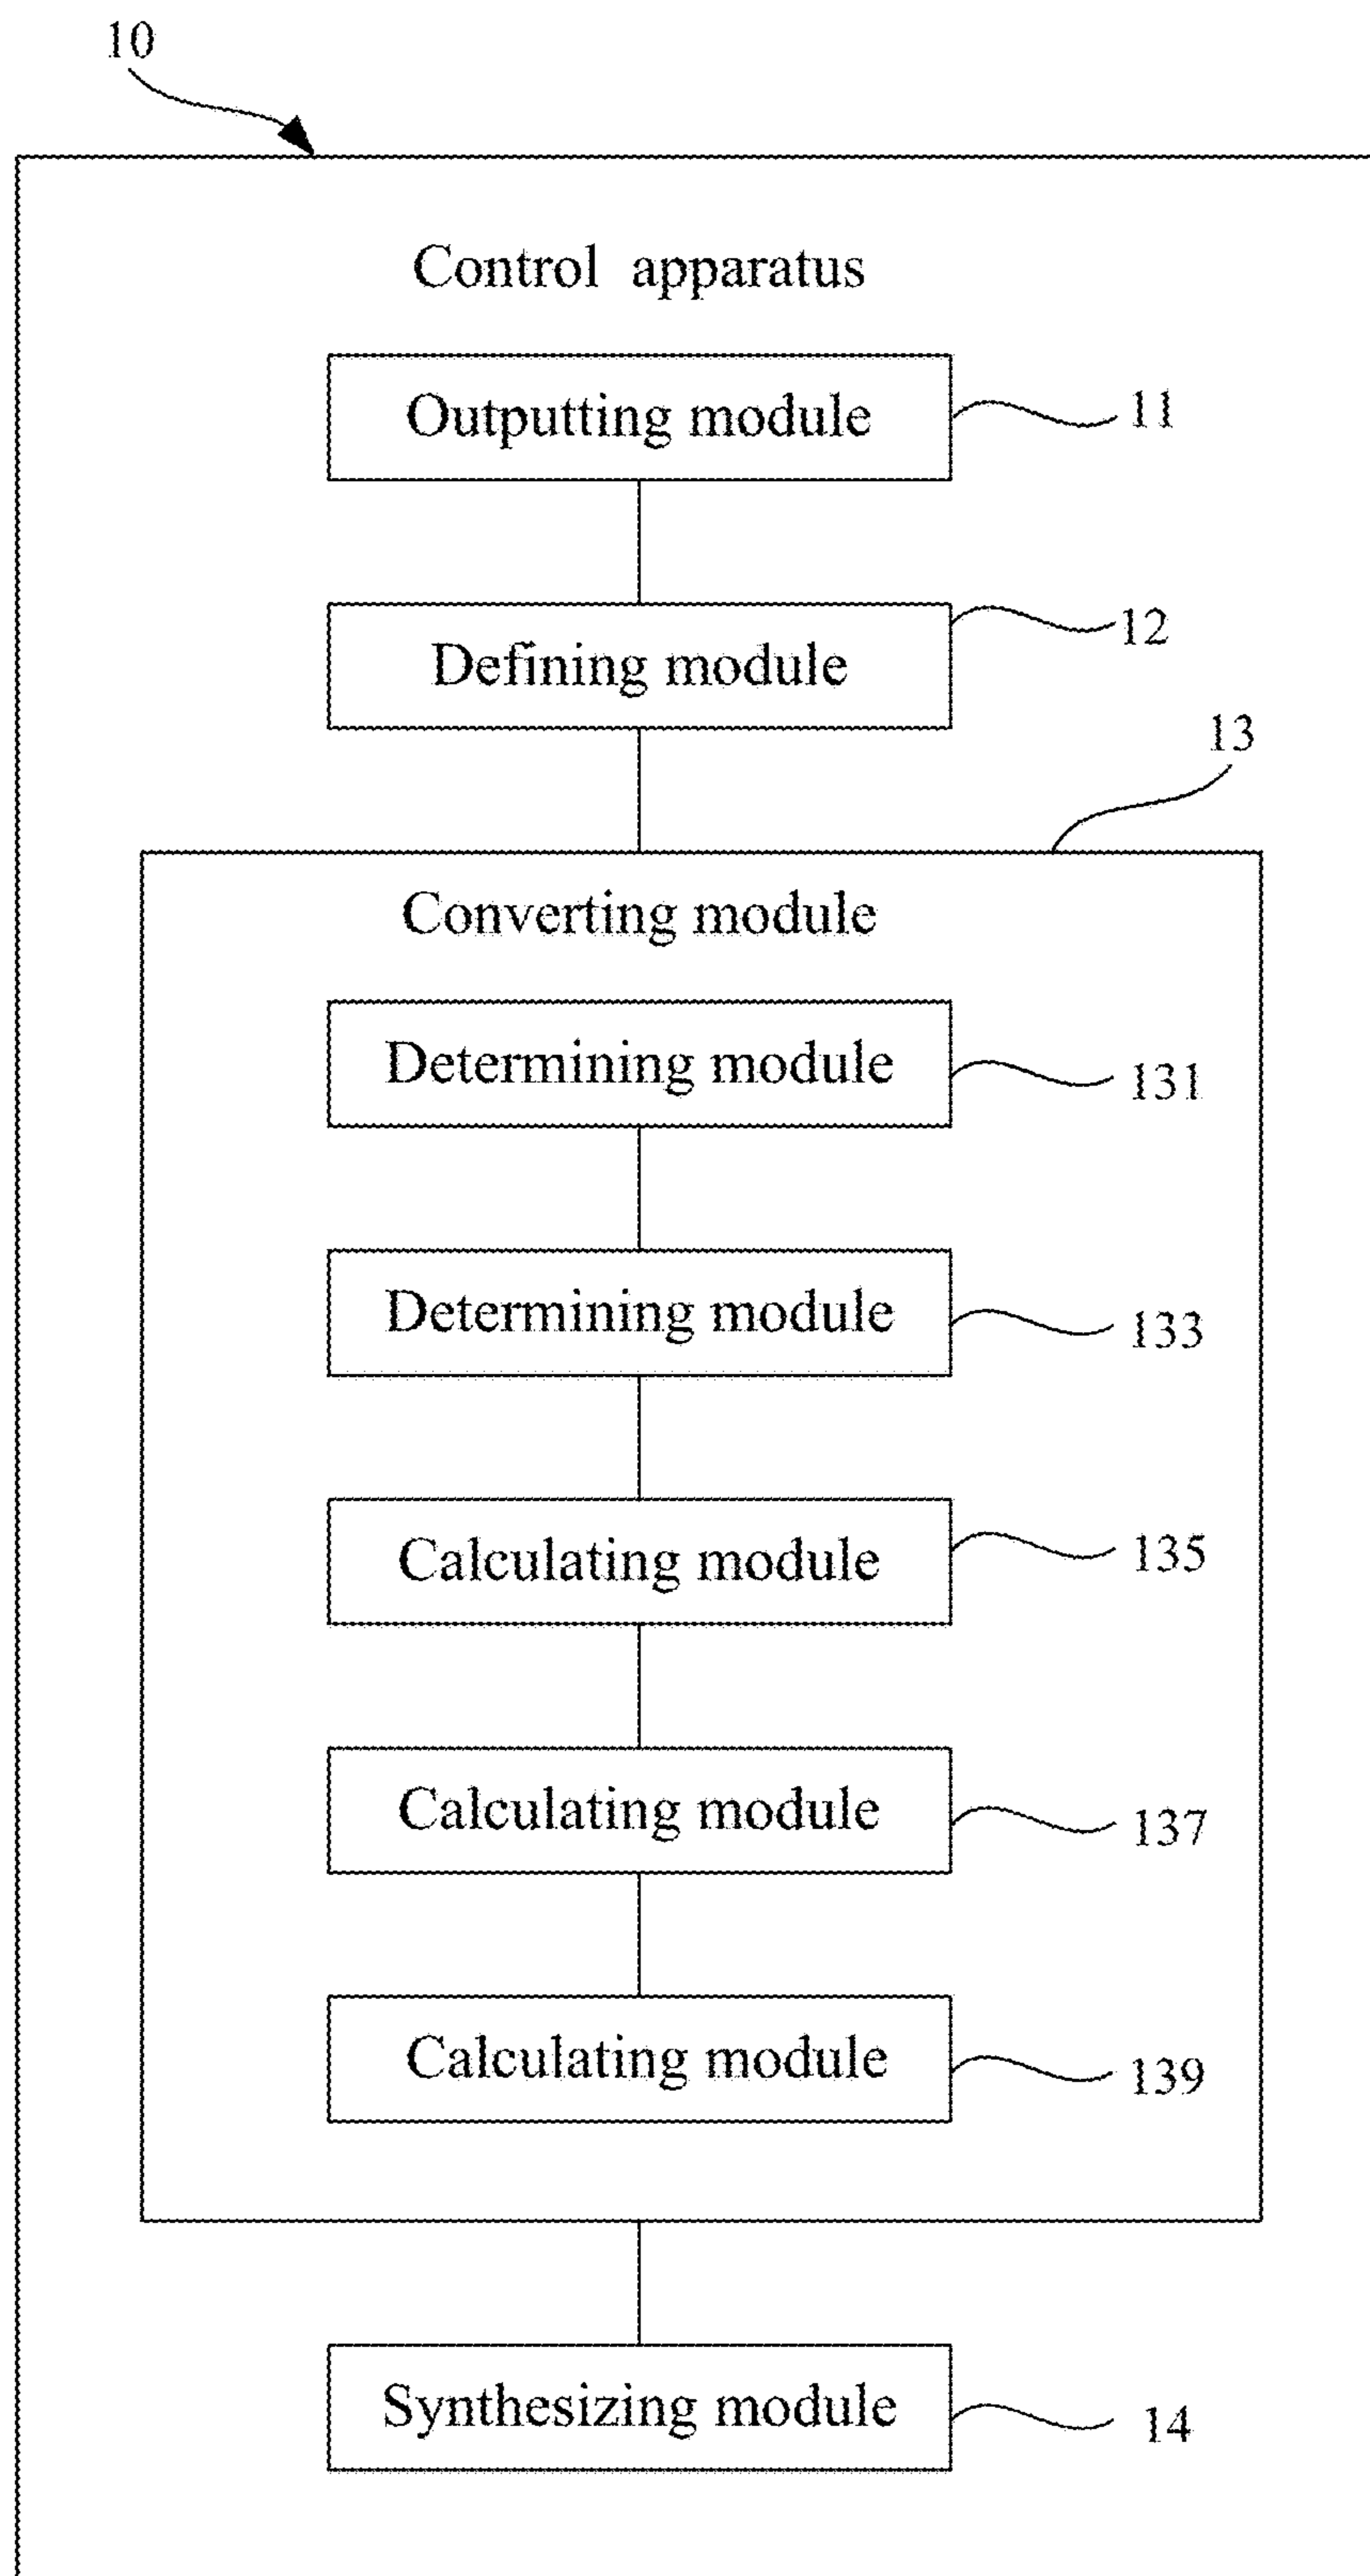 10
Control apparatus
Outputting module
11
Defining module
12
13
Converting module
Determining module
131
Determining module
133
Calculating module
135
Calculating module
137
Calculating module
139
Synthesizing module
14